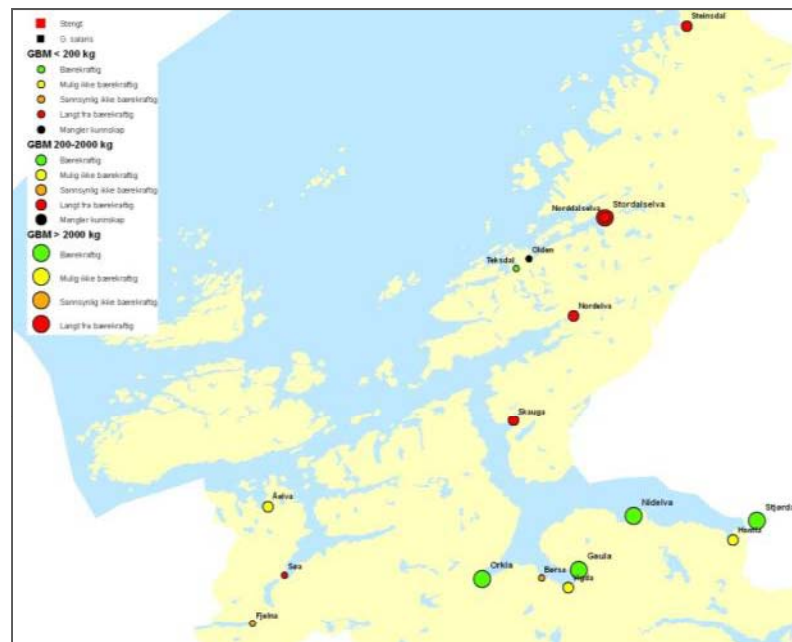 Stengt
G. salaris
GBM < 200 kg
Bærekraftig
Mulig ikke bærekraftig
Sannsynlig ikke bærekraftig
Langt fra bærekraftig
Mangler kunnskap
GBM 200-2000 kg
Bærekraftig
Mulig ikke bærekraftig
Sannsynlig ikke bærekraftig
Langt fra bærekraftig
Mangler kunnskap
GBM > 2000 kg
Bærekraftig
Mulig ikke bærekraftig
Sannsynlig ikke bærekraftig
Langt fra bærekraftig
Steinsdal
Norddalselva
Stordalselva
Olden
Teksdal
Nordelva
Skauga
Åelva
Nidelva
Stjørda
Søa
Orkla
Børsa
Gaula
Fjelna